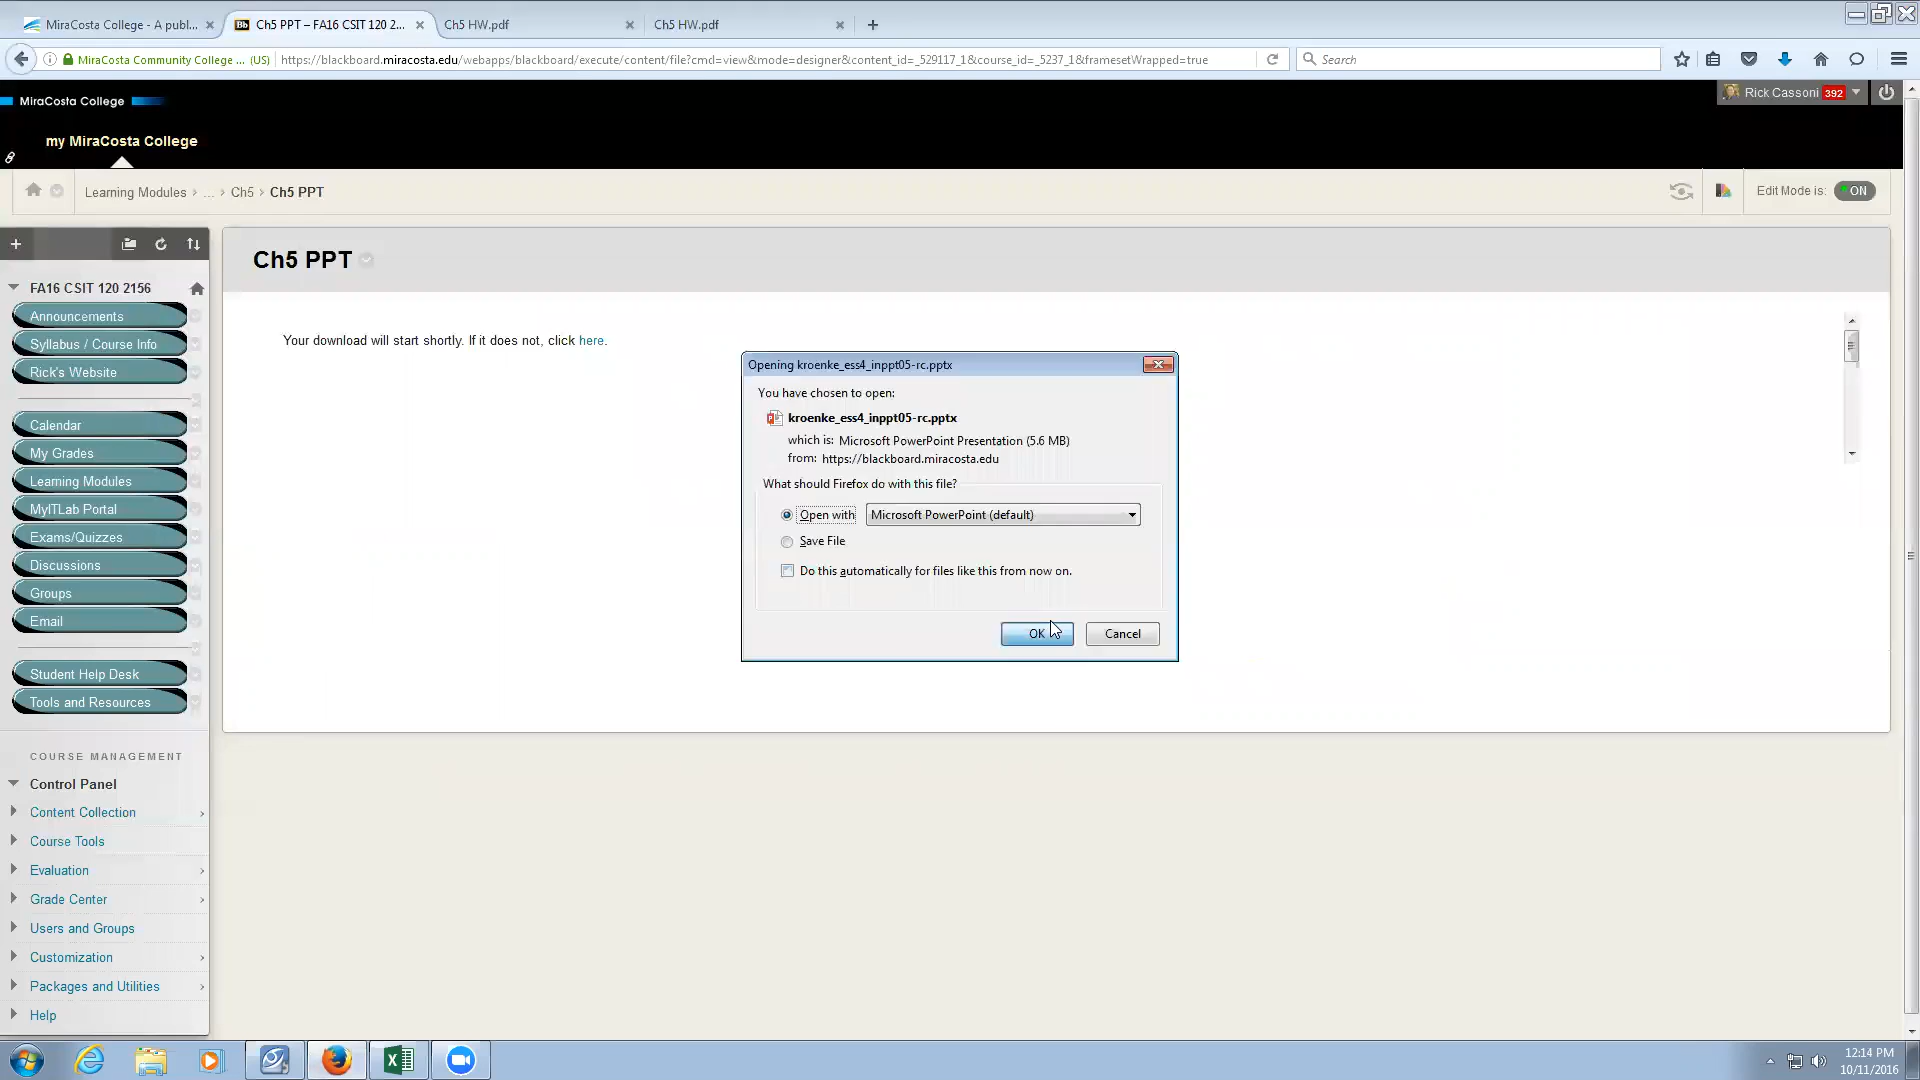 MiraCosta College - A publ...
Bb Ch5 PPT – FA16 CSIT 120 2...
Ch5 HW.pdf
Ch5 HW.pdf
MiraCosta Community College ... (US)
https://blackboard.miracosta.edu/webapps/blackboard/execute/content/file?cmd=view&mode=designer&content_id=_529117_1&course_id=_5237_1&framesetWrapped=true
Search
MiraCosta College
Rick Cassoni 392
my MiraCosta College
Learning Modules > ... > Ch5 > Ch5 PPT
Edit Mode is: ON
Ch5 PPT
FA16 CSIT 120 2156
Announcements
Syllabus / Course Info
Rick's Website
Calendar
My Grades
Learning Modules
MyITLab Portal
Exams/Quizzes
Discussions
Groups
Email
Student Help Desk
Tools and Resources
COURSE MANAGEMENT
Control Panel
Content Collection
Course Tools
Evaluation
Grade Center
Users and Groups
Customization
Packages and Utilities
Help
Your download will start shortly. If it does not, click here.
Opening kroenke_ess4_inppt05-rc.pptx
You have chosen to open:
kroenke_ess4_inppt05-rc.pptx
which is: Microsoft PowerPoint Presentation (5.6 MB)
from: https://blackboard.miracosta.edu
What should Firefox do with this file?
Open with Microsoft PowerPoint (default)
Save File
Do this automatically for files like this from now on.
OK Cancel
12:14 PM
10/11/2016